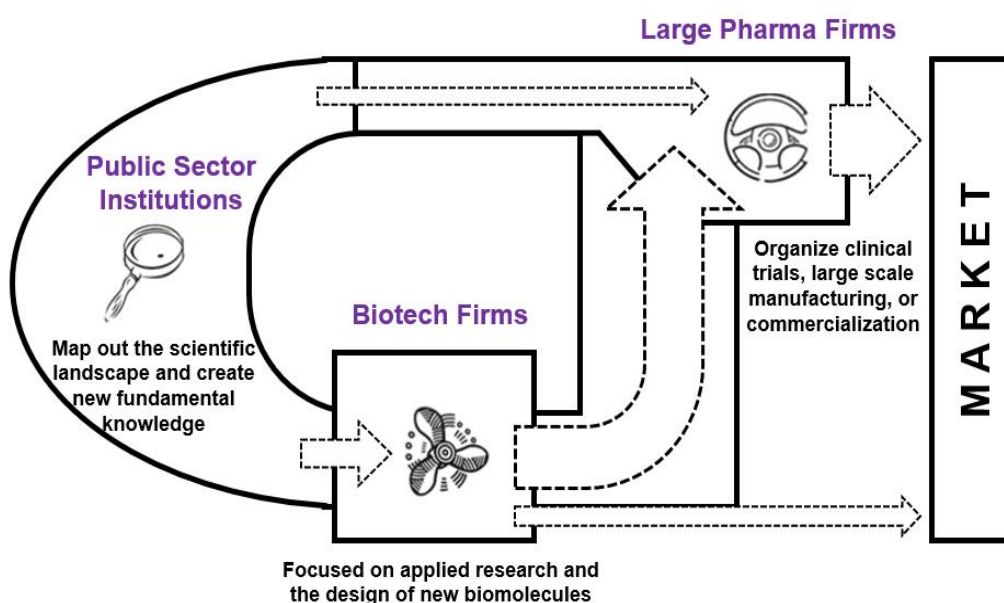 Large Pharma Firms
Public Sector
Institutions
Map out the scientific
landscape and create
new fundamental
knowledge
Biotech Firms
Focused on applied research and
the design of new biomolecules
Organize clinical
trials, large scale
manufacturing, or
commercialization
MARKET